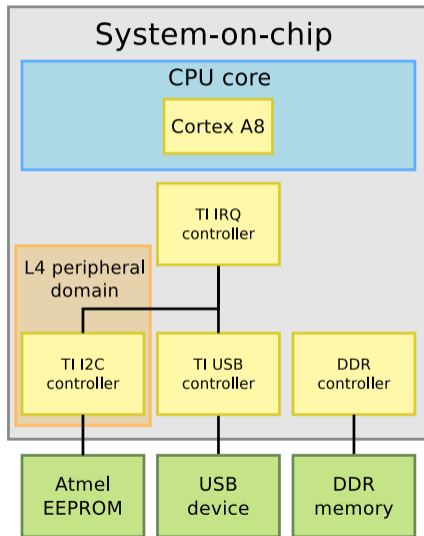 System-on-chip
CPU core
Cortex A8
TI IRQ
controller
L4 peripheral
domain
TI I2C
controller
TI USB
controller
DDR
controller
Atmel
EEPROM
USB
device
DDR
memory